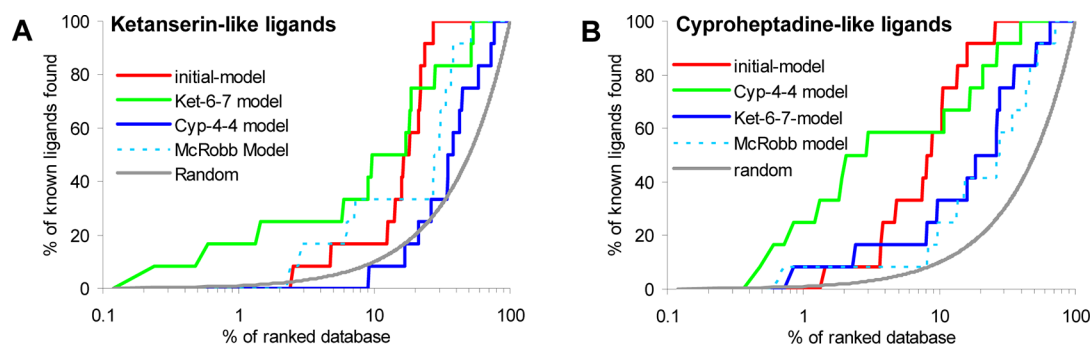 A
Ketanserin-like ligands
% of known ligands found
100
80
60
40
20
0
initial-model
Ket-6-7 model
Cyp-4-4 model
McRobb Model
Random
0.1
1
10
100
% of ranked database
B
Cyproheptadine-like ligands
% of known ligands found
100
80
60
40
20
0
initial-model
Cyp-4-4 model
Ket-6-7-model
McRobb model
random
0.1
1
10
100
% of ranked database